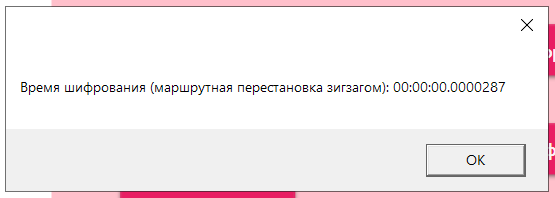 Время шифрования (маршрутная перестановка зигзагом): 00:00:00.0000287
OK